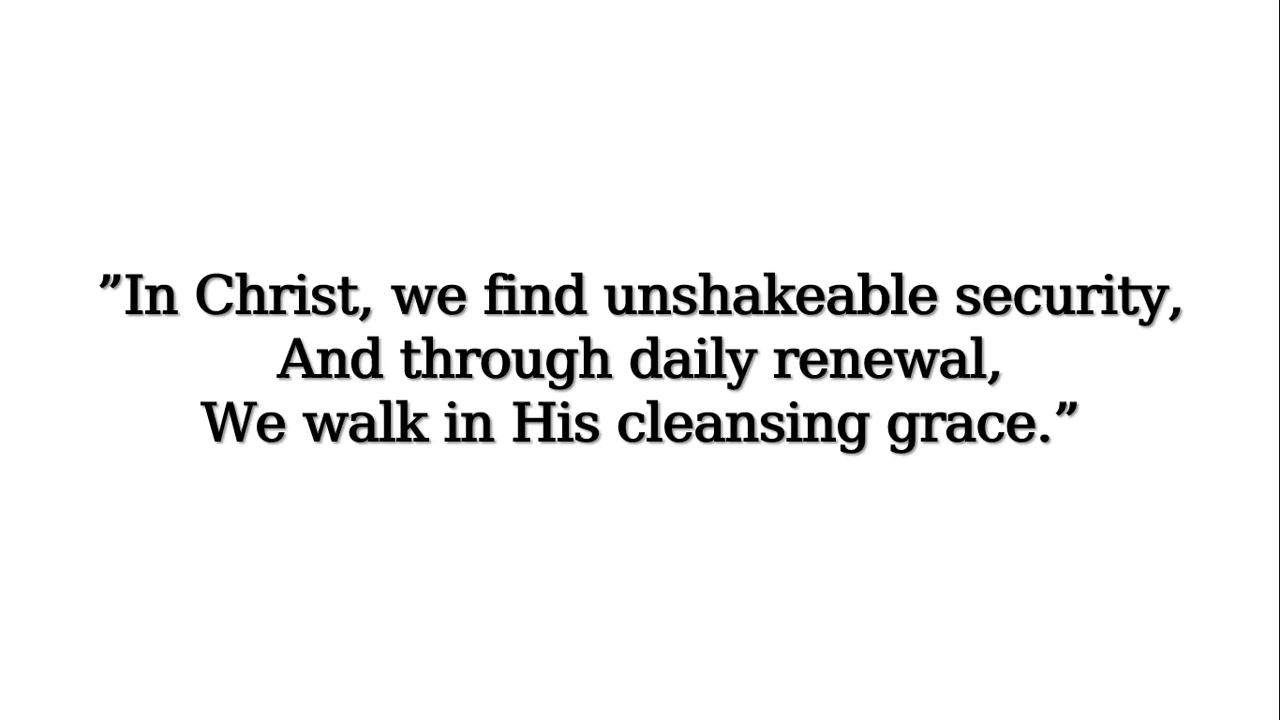 ”In Christ, we find unshakeable security,
And through daily renewal,
We walk in His cleansing grace.”